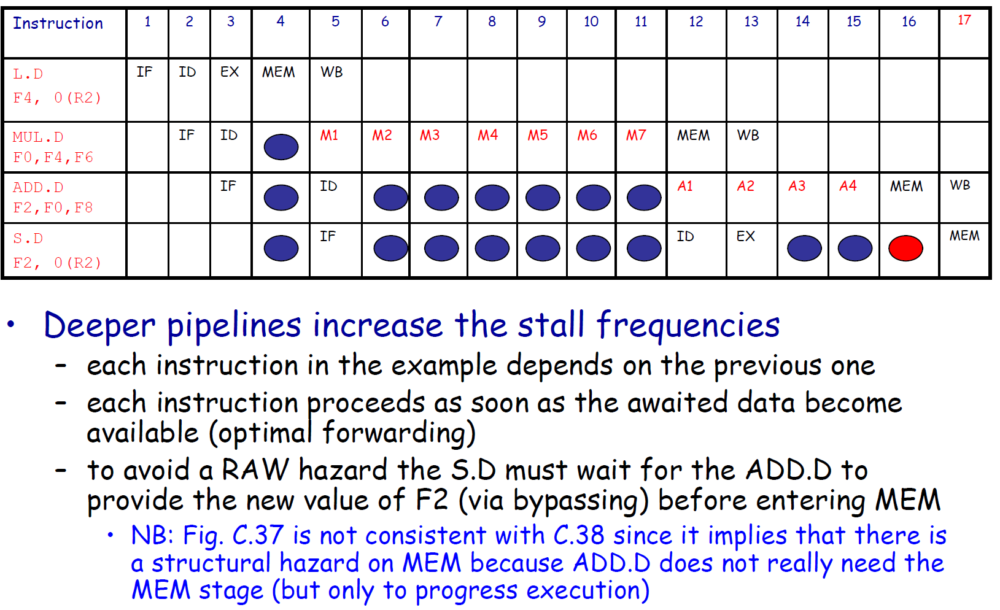 Instruction 1 2 3 4 5 6 7 8 9 10 11 12 13 14 15 16 17
L.D IF ID EX MEM WB
F4, 0(R2)
MUL.D IF ID M1 M2 M3 M4 M5 M6 M7 MEM WB
F0,F4,F6
ADD.D IF ID A1 A2 A3 A4 MEM WB
F2,F0,F8
S.D IF ID EX MEM
F2, 0(R2)
• Deeper pipelines increase the stall frequencies
– each instruction in the example depends on the previous one
– each instruction proceeds as soon as the awaited data become
available (optimal forwarding)
– to avoid a RAW hazard the S.D must wait for the ADD.D to
provide the new value of F2 (via bypassing) before entering MEM
• NB: Fig. C.37 is not consistent with C.38 since it implies that there is
a structural hazard on MEM because ADD.D does not really need the
MEM stage (but only to progress execution)